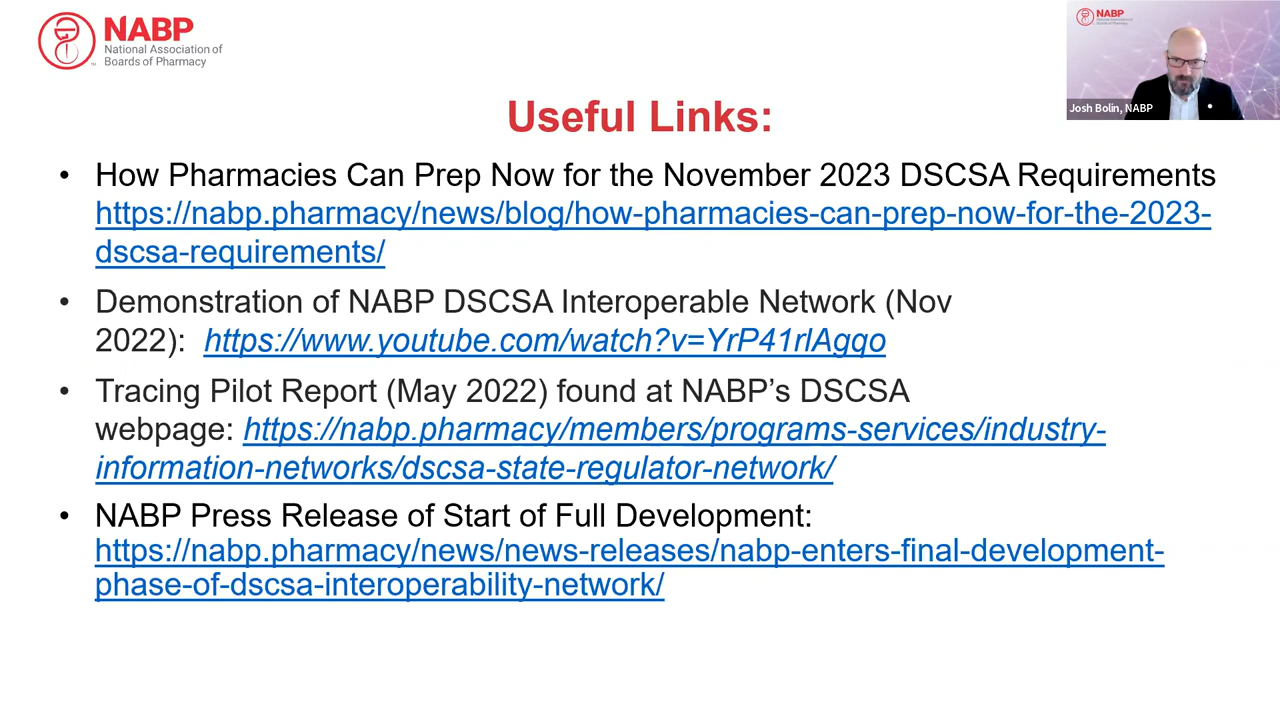 NABP
National Association of
Boards of Pharmacy
NABP
Josh Bolin, NABP
Useful Links:
• How Pharmacies Can Prep Now for the November 2023 DSCSA Requirements
https://nabp.pharmacy/news/blog/how-pharmacies-can-prep-now-for-the-2023-
dscsa-requirements/
• Demonstration of NABP DSCSA Interoperable Network (Nov
2022): https://www.youtube.com/watch?v=YrP41rIAgqo
• Tracing Pilot Report (May 2022) found at NABP’s DSCSA
webpage: https://nabp.pharmacy/members/programs-services/industry-
information-networks/dscsa-state-regulator-network/
• NABP Press Release of Start of Full Development:
https://nabp.pharmacy/news/news-releases/nabp-enters-final-development-
phase-of-dscsa-interoperability-network/